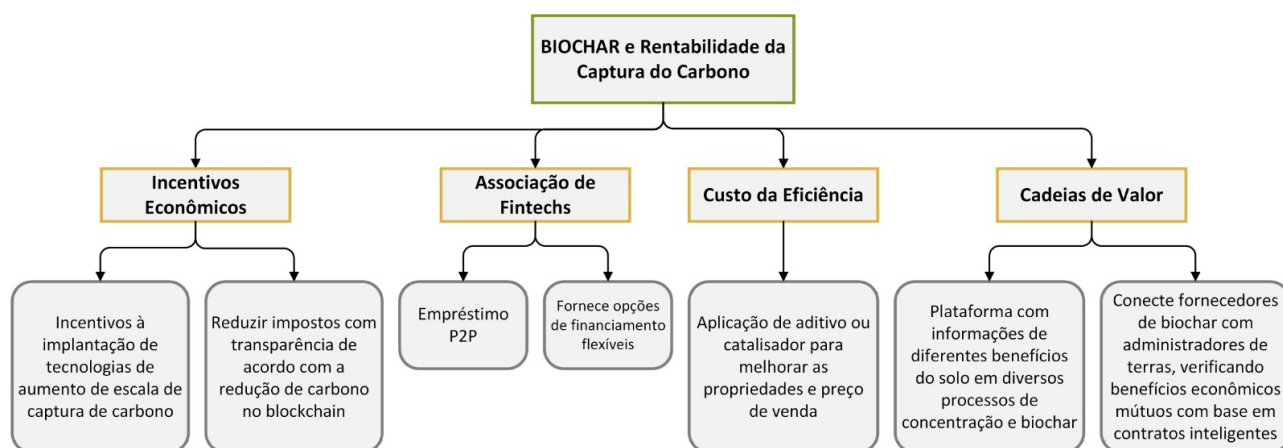 BIOCHAR e Rentabilidade da
Captura do Carbono
Incentivos
Econômicos
Associação de
Fintechs
Custo da Eficiência
Cadeias de Valor
Incentivos à
implantação de
tecnologias de
aumento de escala de
captura de carbono
Reduzir impostos com
transparência de
acordo com a
redução de carbono
no blockchain
Empréstimo
P2P
Fornece opções
de financiamento
flexíveis
Aplicação de aditivo ou
catalisador para
melhorar as
propriedades e preço
de venda
Plataforma com
informações de
diferentes benefícios
do solo em diversos
processos de
concentração e biochar
Conecte fornecedores
de biochar com
administradores de
terras, verificando
benefícios econômicos
mútuos com base em
contratos inteligentes